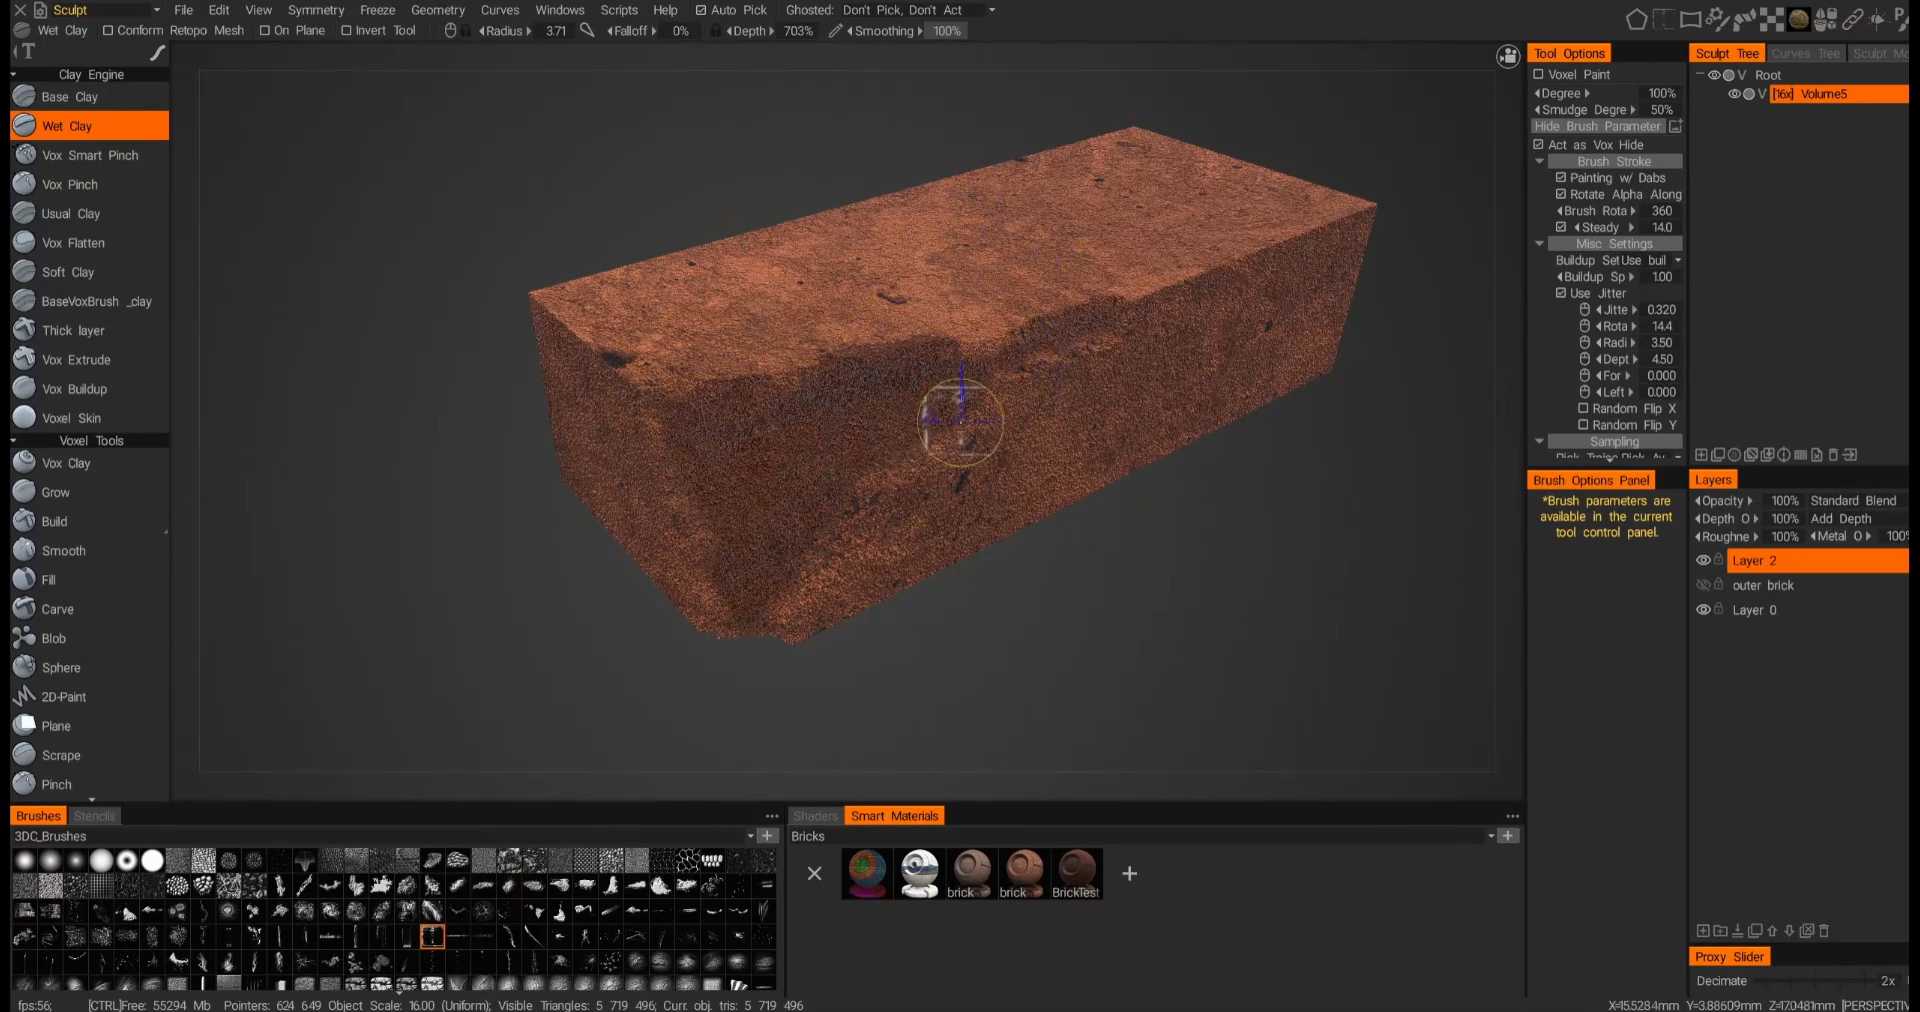 Sculpt File Edit View Symmetry Freeze Geometry Curves Windows Scripts Help Auto Pick Ghosted: Don't Pick, Don't Act
Wet Clay Conform Retopo Mesh On Plane Invert Tool Radius 3.71 Falloff 0% Depth 703% Smoothing 100%
T
Clay Engine
Base Clay
Wet Clay
Vox Smart Pinch
Vox Pinch
Usual Clay
Vox Flatten
Soft Clay
BaseVoxBrush _clay
Thick layer
Vox Extrude
Vox Buildup
Voxel Skin
Voxel Tools
Vox Clay
Grow
Build
Smooth
Fill
Carve
Blob
Sphere
2D-Paint
Plane
Scrape
Pinch
Tool Options
Voxel Paint
Degree 100%
Smudge Degre 50%
Hide Brush Parameter
Act as Vox Hide
Brush Stroke
Painting w/ Dabs
Rotate Alpha Along
Brush Rota 360
Steady 14.0
Misc Settings
Buildup Set Use buil
Buildup Sp 1.00
Use Jitter
Jitte 0.320
Rota 14.4
Radi 3.50
Dept 4.50
For 0.000
Left 0.000
Random Flip X
Random Flip Y
Sampling
Brush Options Panel
*Brush parameters are
available in the current
tool control panel.
Sculpt Tree Curves Tree Sculpt Mo
V Root
V [16x] Volume5
Layers
Opacity 100% Standard Blend
Depth O 100% Add Depth
Roughne 100% Metal O 100%
Layer 2
outer brick
Layer 0
Proxy Slider
Decimate 2x
Brushes Stencils
3DC_Brushes
Shaders Smart Materials
Bricks
brick brick BrickTest
fps:56; [CTRL]Free: 55294 Mb Pointers: 624 649 Object Scale: 16.00 (Uniform); Visible Triangles: 5 719 496; Curr. obj. tris: 5 719 496
X=15.5284mm Y=3.88609mm Z=17.0481mm [PERSPECTIV